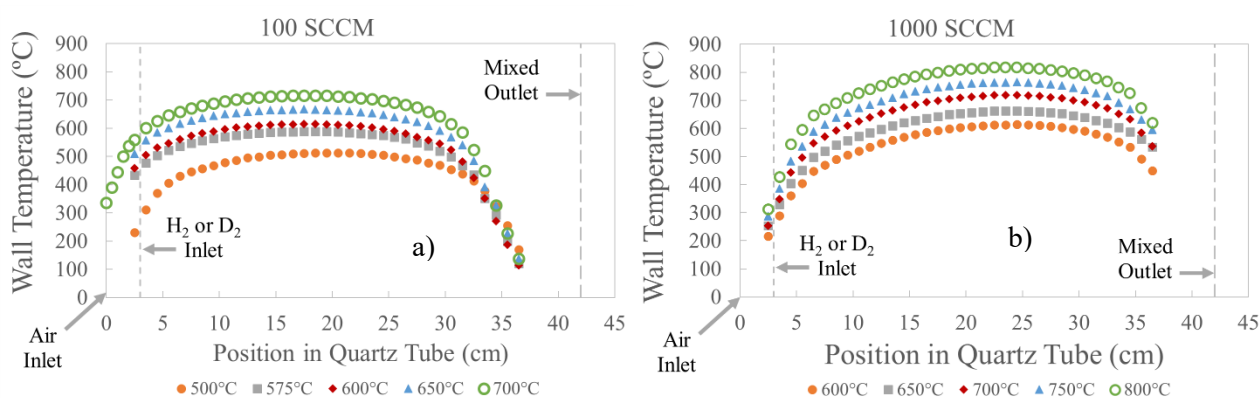 100 SCCM
Wall Temperature (ºC)
900
800
700
600
500
400
300
200
100
0
Mixed
Outlet
H₂ or D₂
Inlet
a)
Air
Inlet
0 5 10 15 20 25 30 35 40 45
Position in Quartz Tube (cm)
500°C 575°C 600°C 650°C 700°C
1000 SCCM
Wall Temperature (ºC)
900
800
700
600
500
400
300
200
100
0
H₂ or D₂
Inlet
b)
Mixed
Outlet
Air
Inlet
0 5 10 15 20 25 30 35 40 45
Position in Quartz Tube (cm)
600°C 650°C 700°C 750°C 800°C